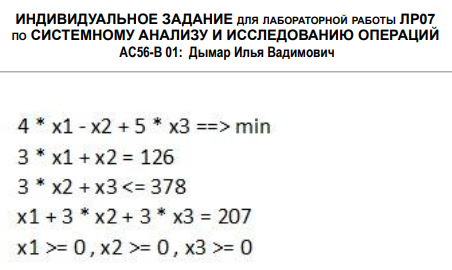 ИНДИВИДУАЛЬНОЕ ЗАДАНИЕ ДЛЯ ЛАБОРАТОРНОЙ РАБОТЫ ЛР07
ПО СИСТЕМНОМУ АНАЛИЗУ И ИССЛЕДОВАНИЮ ОПЕРАЦИЙ
АС56-В 01: Дымар Илья Вадимович
4 * x1 - x2 + 5 * x3 ==> min
3 * x1 + x2 = 126
3 * x2 + x3 <= 378
x1 + 3 * x2 + 3 * x3 = 207
x1 >= 0 , x2 >= 0 , x3 >= 0